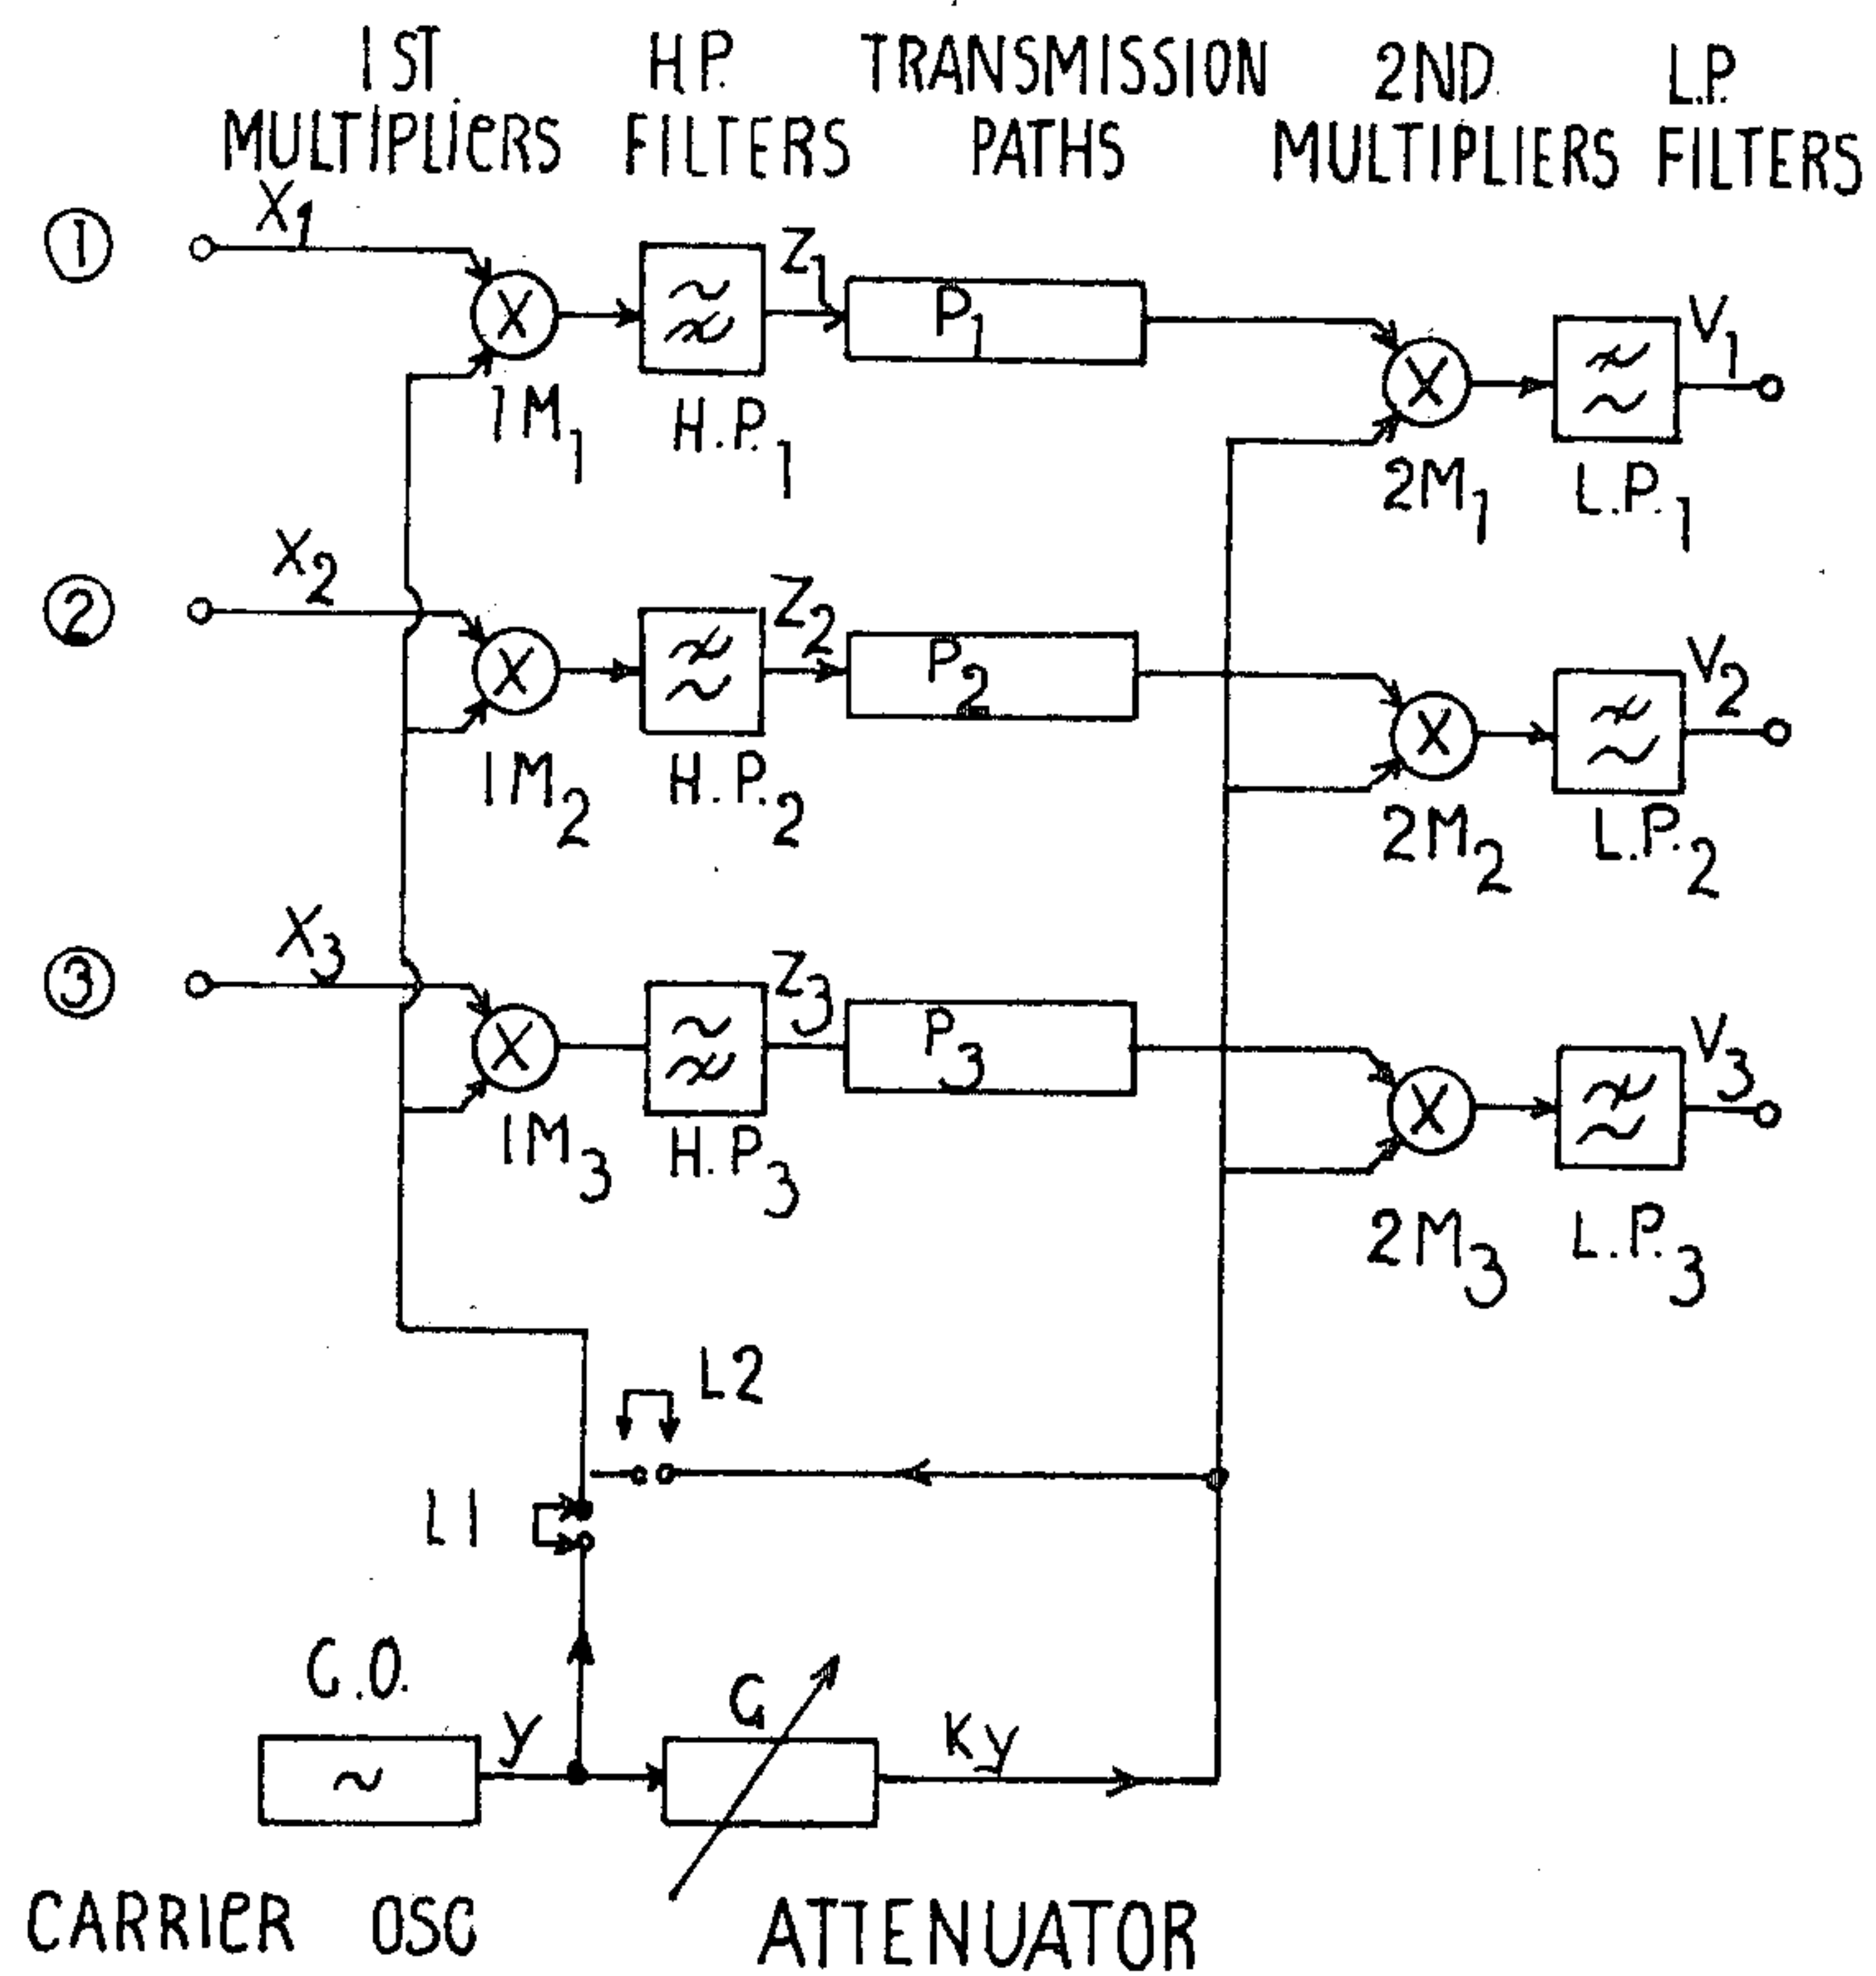 1ST MULTIPLIERS
H.P. FILTERS
TRANSMISSION PATHS
2ND. MULTIPLIERS
L.P. FILTERS
1
X1
X
1M1
H.P.1
Z1
P1
X
2M1
L.P.1
V1
2
X2
X
1M2
H.P.2
Z2
P2
X
2M2
L.P.2
V2
3
X3
X
1M3
H.P.3
Z3
P3
X
2M3
L.P.3
V3
L2
L1
C.O.
y
G
Ky
CARRIER OSC
ATTENUATOR